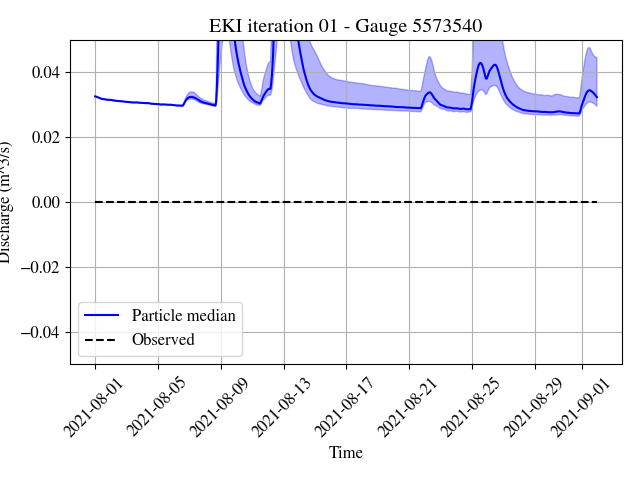 EKI iteration 01 - Gauge 5573540
Discharge (m^3/s)
0.04
0.02
0.00
−0.02
−0.04
Particle median
Observed
2021-08-01
2021-08-05
2021-08-09
2021-08-13
2021-08-17
2021-08-21
2021-08-25
2021-08-29
2021-09-01
Time